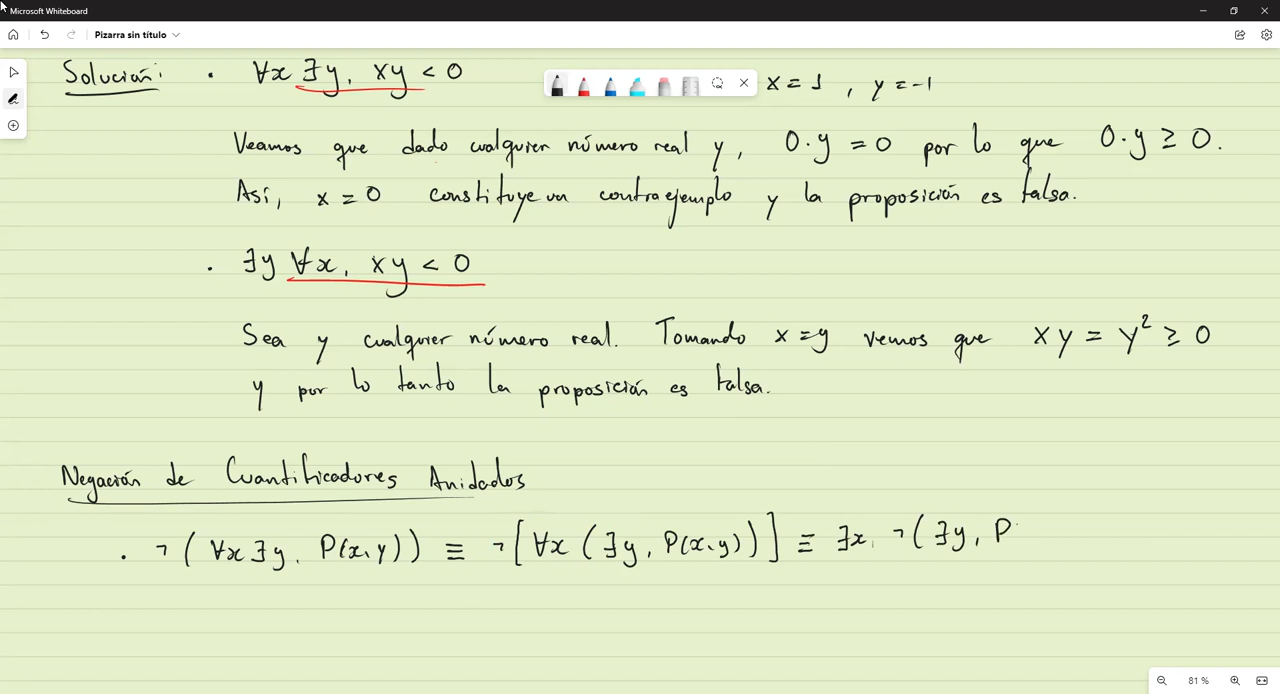 Microsoft Whiteboard
Pizarra sin título
Solución: · ∀x ∃y, xy < 0
x = 1, y = -1
Veamos que dado cualquier número real y, 0·y = 0 por lo que 0·y ≥ 0.
Así, x = 0 constituye un contraejemplo y la proposición es falsa.
· ∃y ∀x, xy < 0
Sea y cualquier número real. Tomando x = y vemos que xy = y² ≥ 0
y por lo tanto la proposición es falsa.
Negación de Cuantificadores Anidados
· ¬(∀x ∃y, P(x,y)) ≡ ¬[∀x (∃y, P(x,y))] ≡ ∃x, ¬(∃y, P
81 %